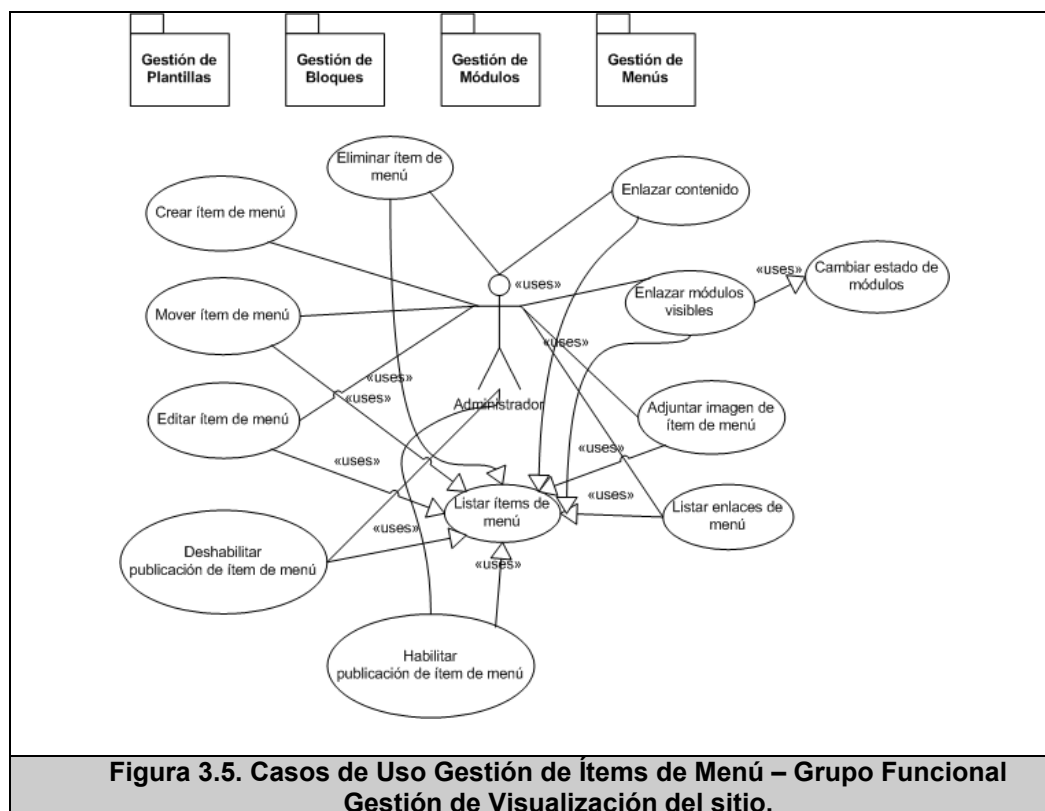 Gestión de
Plantillas
Gestión de
Bloques
Gestión de
Módulos
Gestión de
Menús
Eliminar ítem de
menú
Enlazar contenido
Crear ítem de menú
«uses»
Cambiar estado de
módulos
«uses»
Enlazar módulos
visibles
Mover ítem de menú
«uses»
«uses»
«uses»
Administrador
Editar ítem de menú
Adjuntar imagen de
ítem de menú
«uses»
«uses»
«uses»
Listar ítems de
menú
Listar enlaces de
menú
«uses»
Deshabilitar
publicación de ítem de menú
«uses»
Habilitar
publicación de ítem de menú
Figura 3.5. Casos de Uso Gestión de Ítems de Menú – Grupo Funcional
Gestión de Visualización del sitio.